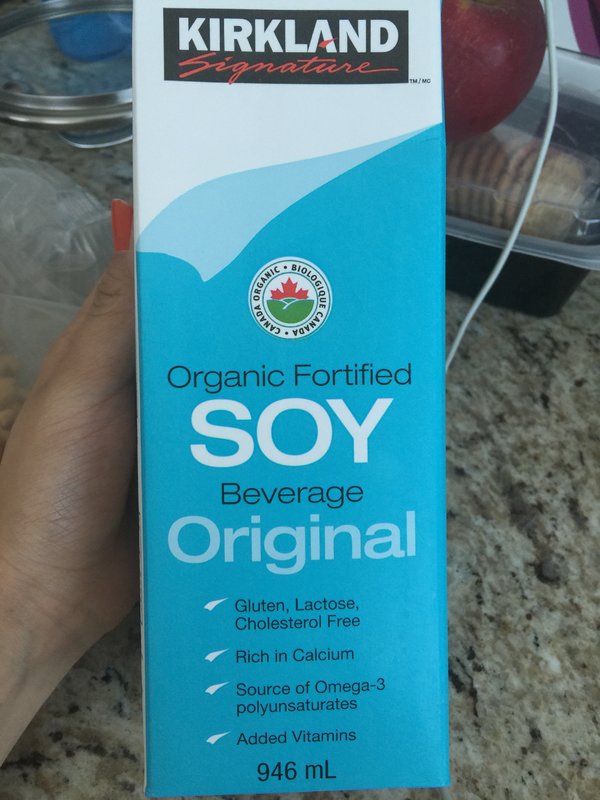 KIRKLAND
Signature
TM/MC
CANADA ORGANIC • BIOLOGIQUE CANADA •
Organic Fortified
SOY
Beverage
Original
Gluten, Lactose,
Cholesterol Free
Rich in Calcium
Source of Omega-3
polyunsaturates
Added Vitamins
946 mL